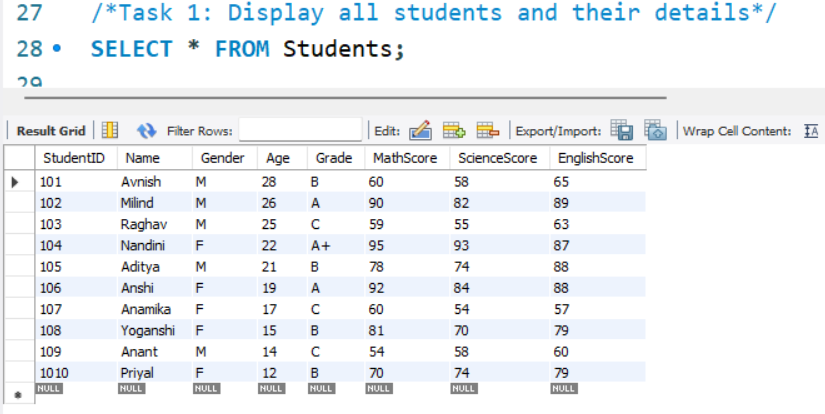 27 /*Task 1: Display all students and their details*/
28 SELECT * FROM Students;
29
Result Grid Filter Rows: Edit: Export/Import: Wrap Cell Content: IA
StudentID Name Gender Age Grade MathScore ScienceScore EnglishScore
101 Avnish M 28 B 60 58 65
102 Milind M 26 A 90 82 89
103 Raghav M 25 C 59 55 63
104 Nandini F 22 A+ 95 93 87
105 Aditya M 21 B 78 74 88
106 Anshi F 19 A 92 84 88
107 Anamika F 17 C 60 54 57
108 Yoganshi F 15 B 81 70 79
109 Anant M 14 C 54 58 60
1010 Priyal F 12 B 70 74 79
NULL NULL NULL NULL NULL NULL NULL NULL